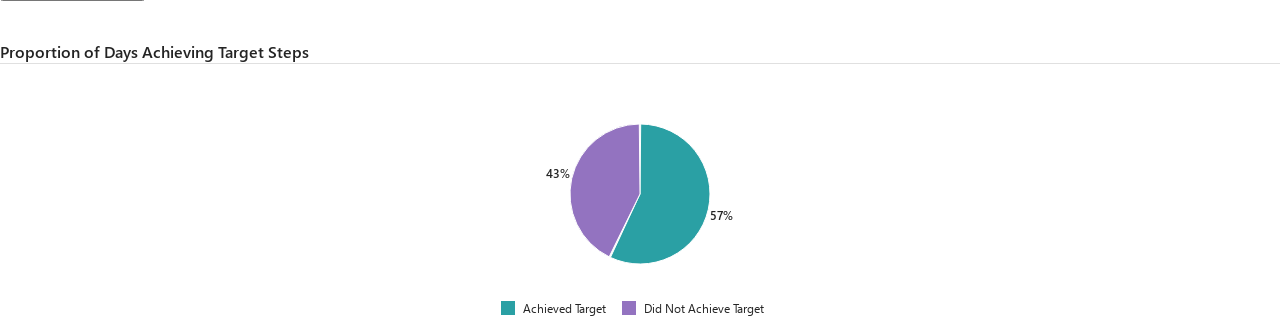 Proportion of Days Achieving Target Steps
43%
57%
Achieved Target
Did Not Achieve Target